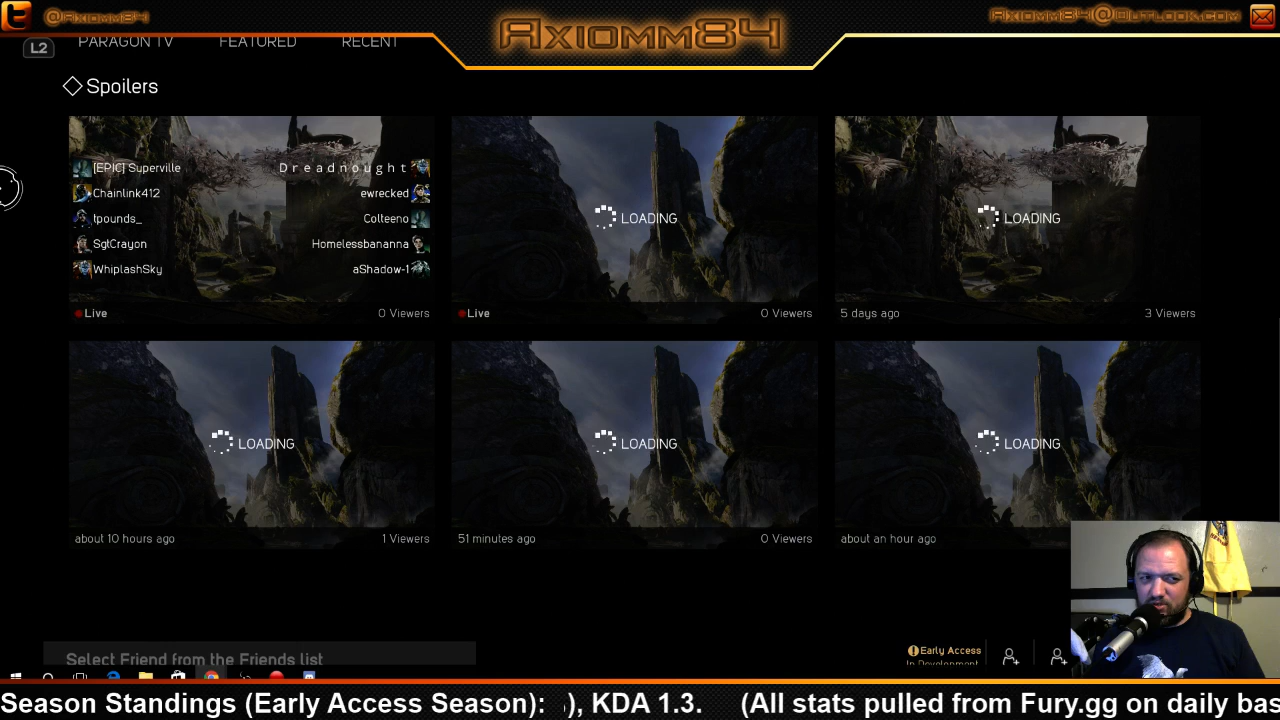 @Axiomm84
Axiomm84
Axiomm84@Outlook.com
L2
PARAGON TV FEATURED RECENT
Spoilers
[EPIC] Superville
Chainlink412
tpounds_
SgtCrayon
WhiplashSky
Dreadnought
ewrecked
Colteeno
Homelessbananna
aShadow-1
Live 0 Viewers
LOADING
Live 0 Viewers
LOADING
5 days ago 3 Viewers
LOADING
about 10 hours ago 1 Viewers
LOADING
51 minutes ago 0 Viewers
LOADING
about an hour ago
Select Friend from the Friends list
Early Access
In Development
Season Standings (Early Access Season): ), KDA 1.3. (All stats pulled from Fury.gg on daily bas